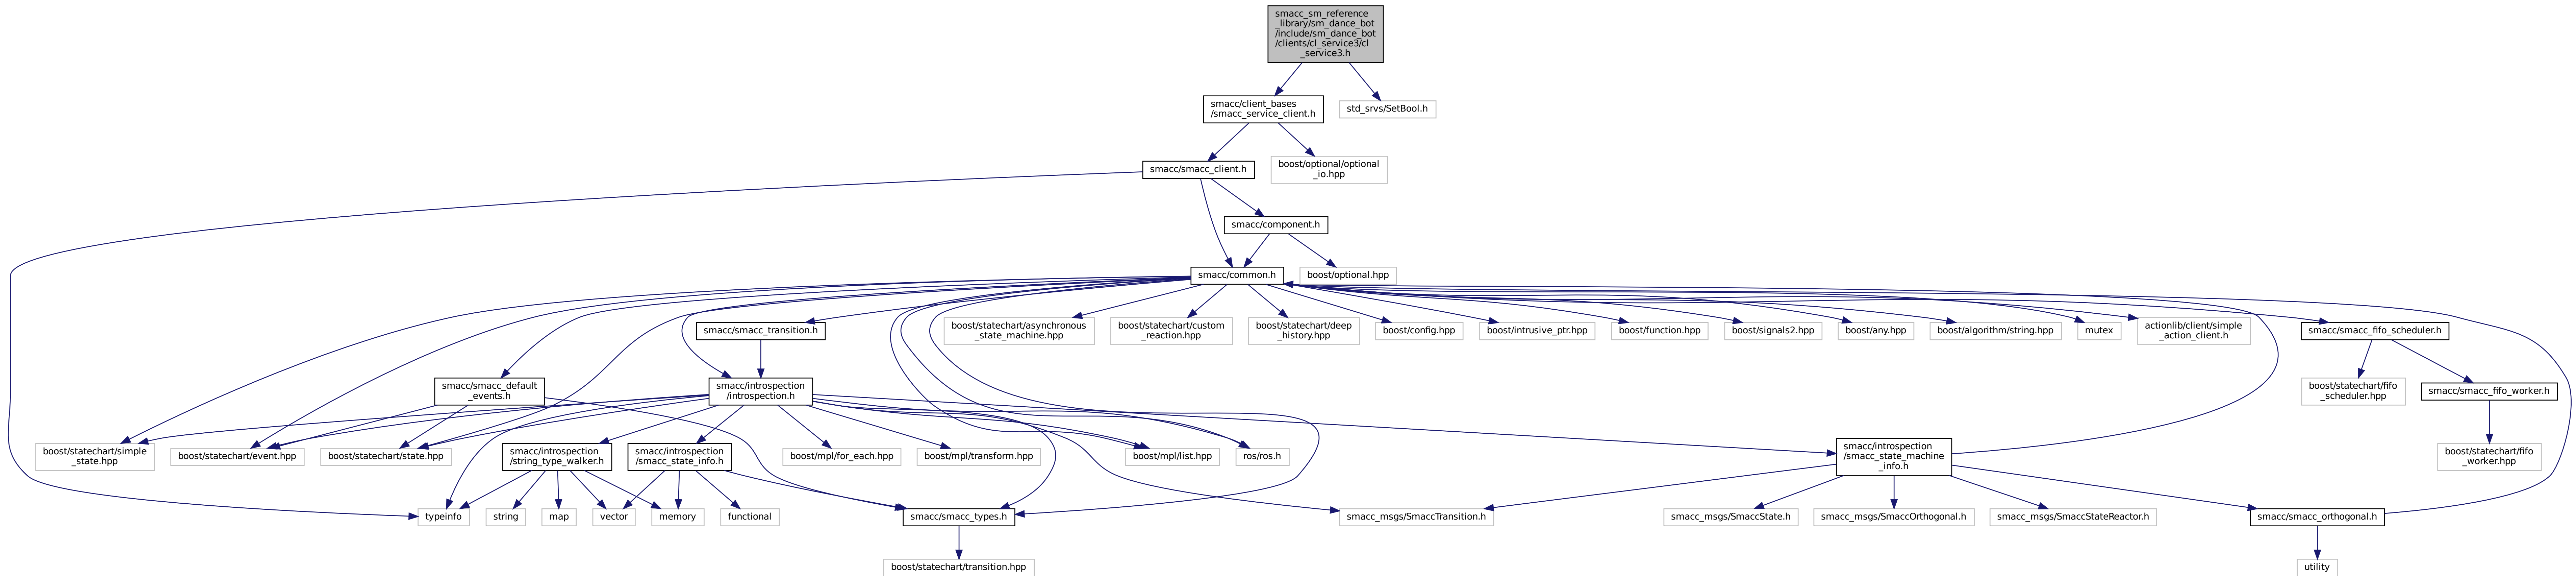 smacc_sm_reference
_library/sm_dance_bot
/include/sm_dance_bot
/clients/cl_service3/cl
_service3.h
smacc/client_bases
/smacc_service_client.h
std_srvs/SetBool.h
smacc/smacc_client.h
boost/optional/optional
_io.hpp
smacc/component.h
smacc/common.h
boost/optional.hpp
smacc/smacc_transition.h
boost/statechart/asynchronous
_state_machine.hpp
boost/statechart/custom
_reaction.hpp
boost/statechart/deep
_history.hpp
boost/config.hpp
boost/intrusive_ptr.hpp
boost/function.hpp
boost/signals2.hpp
boost/any.hpp
boost/algorithm/string.hpp
mutex
actionlib/client/simple
_action_client.h
smacc/smacc_fifo_scheduler.h
smacc/smacc_default
_events.h
smacc/introspection
/introspection.h
boost/statechart/fifo
_scheduler.hpp
smacc/smacc_fifo_worker.h
boost/statechart/simple
_state.hpp
boost/statechart/event.hpp
boost/statechart/state.hpp
smacc/introspection
/string_type_walker.h
smacc/introspection
/smacc_state_info.h
boost/mpl/for_each.hpp
boost/mpl/transform.hpp
boost/mpl/list.hpp
ros/ros.h
smacc/introspection
/smacc_state_machine
_info.h
boost/statechart/fifo
_worker.hpp
typeinfo
string
map
vector
memory
functional
smacc/smacc_types.h
smacc_msgs/SmaccTransition.h
smacc_msgs/SmaccState.h
smacc_msgs/SmaccOrthogonal.h
smacc_msgs/SmaccStateReactor.h
smacc/smacc_orthogonal.h
boost/statechart/transition.hpp
utility